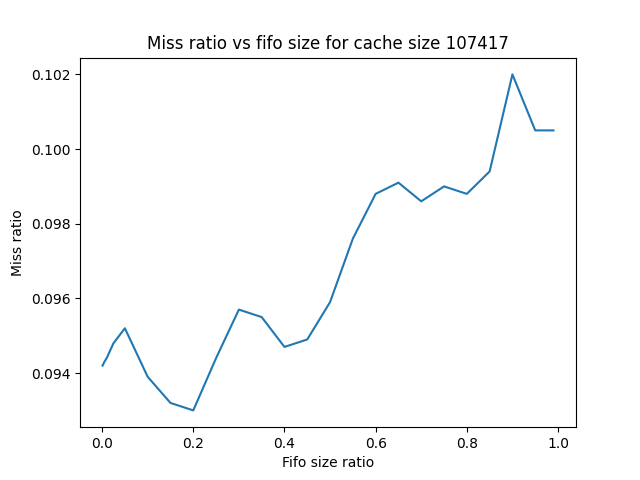 Miss ratio vs fifo size for cache size 107417
0.102
0.100
0.098
0.096
0.094
Miss ratio
0.0 0.2 0.4 0.6 0.8 1.0
Fifo size ratio